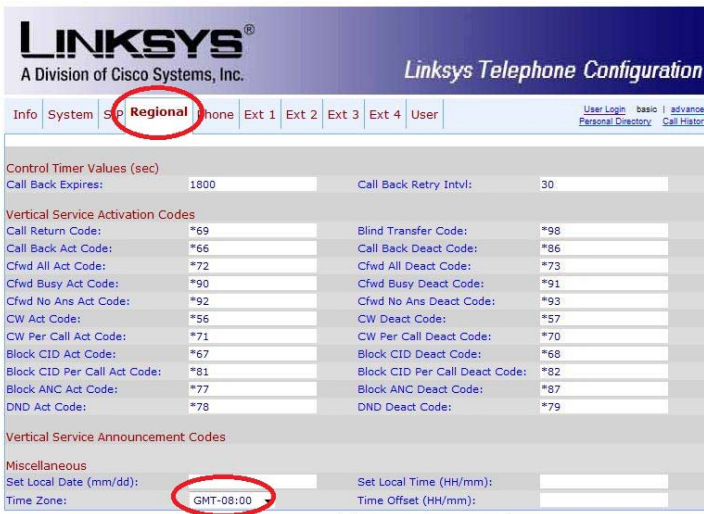 LINKSYS®
A Division of Cisco Systems, Inc.
Linksys Telephone Configuration
Info System SIP Regional Phone Ext 1 Ext 2 Ext 3 Ext 4 User
User Login basic | advance
Personal Directory Call Histor
Control Timer Values (sec)
Call Back Expires: 1800 Call Back Retry Intvl: 30
Vertical Service Activation Codes
Call Return Code: *69 Blind Transfer Code: *98
Call Back Act Code: *66 Call Back Deact Code: *86
Cfwd All Act Code: *72 Cfwd All Deact Code: *73
Cfwd Busy Act Code: *90 Cfwd Busy Deact Code: *91
Cfwd No Ans Act Code: *92 Cfwd No Ans Deact Code: *93
CW Act Code: *56 CW Deact Code: *57
CW Per Call Act Code: *71 CW Per Call Deact Code: *70
Block CID Act Code: *67 Block CID Deact Code: *68
Block CID Per Call Act Code: *81 Block CID Per Call Deact Code: *82
Block ANC Act Code: *77 Block ANC Deact Code: *87
DND Act Code: *78 DND Deact Code: *79
Vertical Service Announcement Codes
Miscellaneous
Set Local Date (mm/dd): Set Local Time (HH/mm):
Time Zone: GMT-08:00 Time Offset (HH/mm):